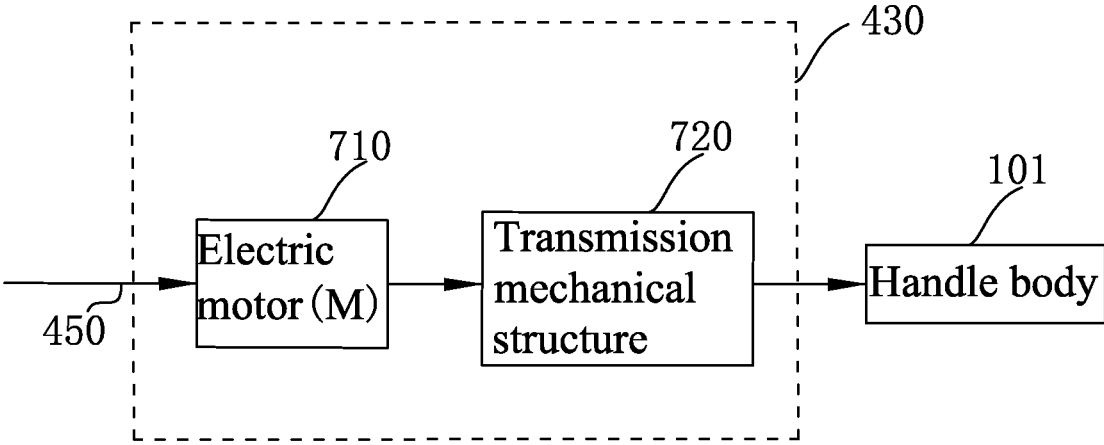 430
710
720
101
Electric
motor (M)
Transmission
mechanical
structure
Handle body
450